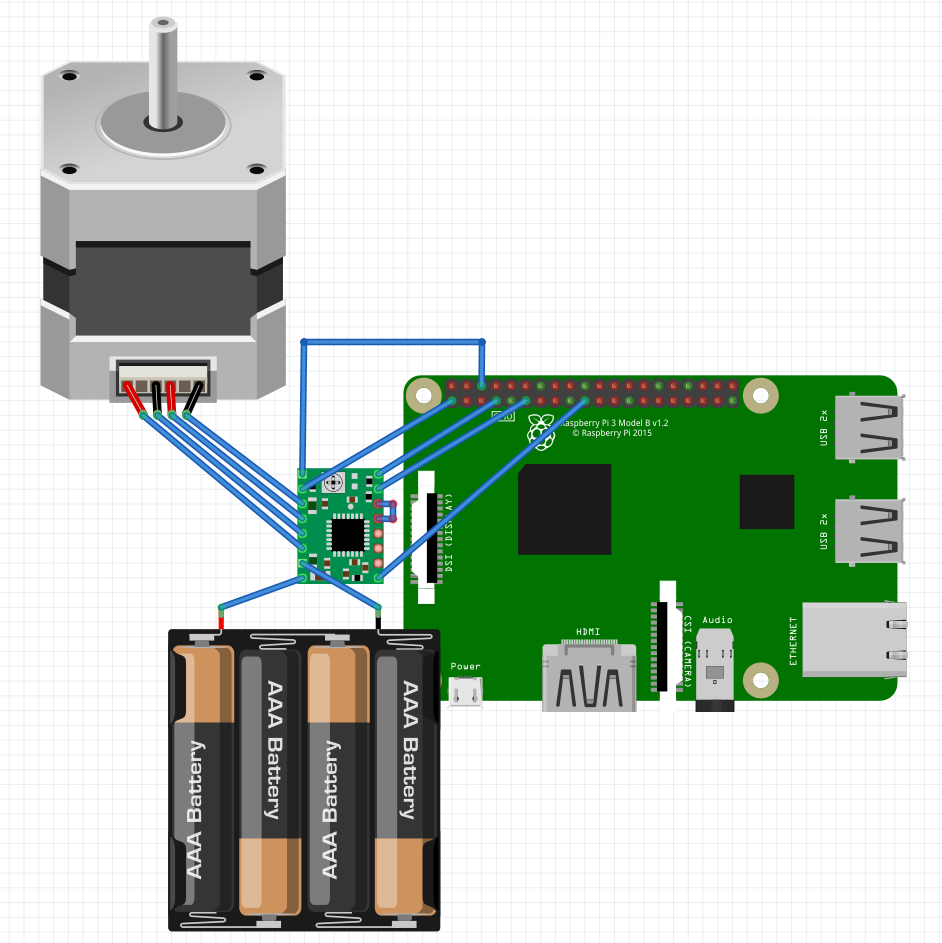 Raspberry Pi 3 Model B v1.2
© Raspberry Pi 2015
USB 2x
DSI (DISPLAY)
USB 2x
HDMI
CSI (CAMERA)
Audio
ETHERNET
Power
AAA Battery
AAA Battery
AAA Battery
AAA Battery